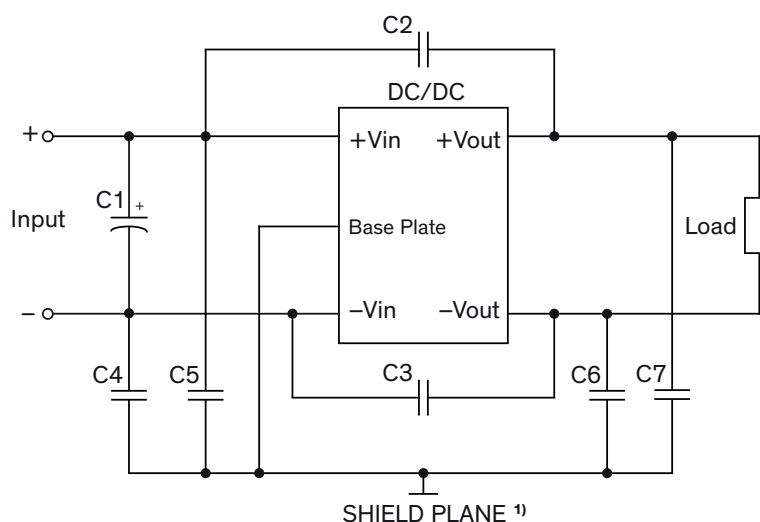 C2
DC/DC
+
+Vin
+Vout
C1
+
Input
Base Plate
Load
–
–Vin
–Vout
C4
C5
C3
C6
C7
SHIELD PLANE ¹⁾